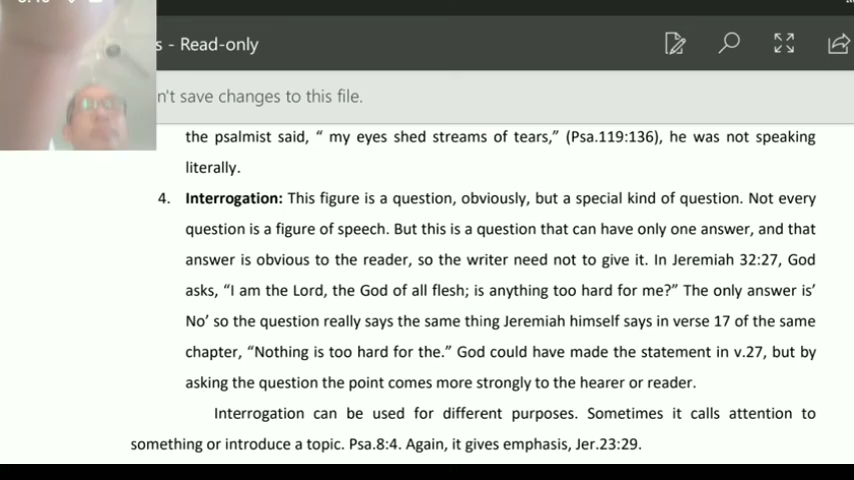 s - Read-only
n't save changes to this file.
the psalmist said, “ my eyes shed streams of tears,” (Psa.119:136), he was not speaking
literally.
4. Interrogation: This figure is a question, obviously, but a special kind of question. Not every
question is a figure of speech. But this is a question that can have only one answer, and that
answer is obvious to the reader, so the writer need not to give it. In Jeremiah 32:27, God
asks, “I am the Lord, the God of all flesh; is anything too hard for me?” The only answer is’
No’ so the question really says the same thing Jeremiah himself says in verse 17 of the same
chapter, “Nothing is too hard for the.” God could have made the statement in v.27, but by
asking the question the point comes more strongly to the hearer or reader.
Interrogation can be used for different purposes. Sometimes it calls attention to
something or introduce a topic. Psa.8:4. Again, it gives emphasis, Jer.23:29.